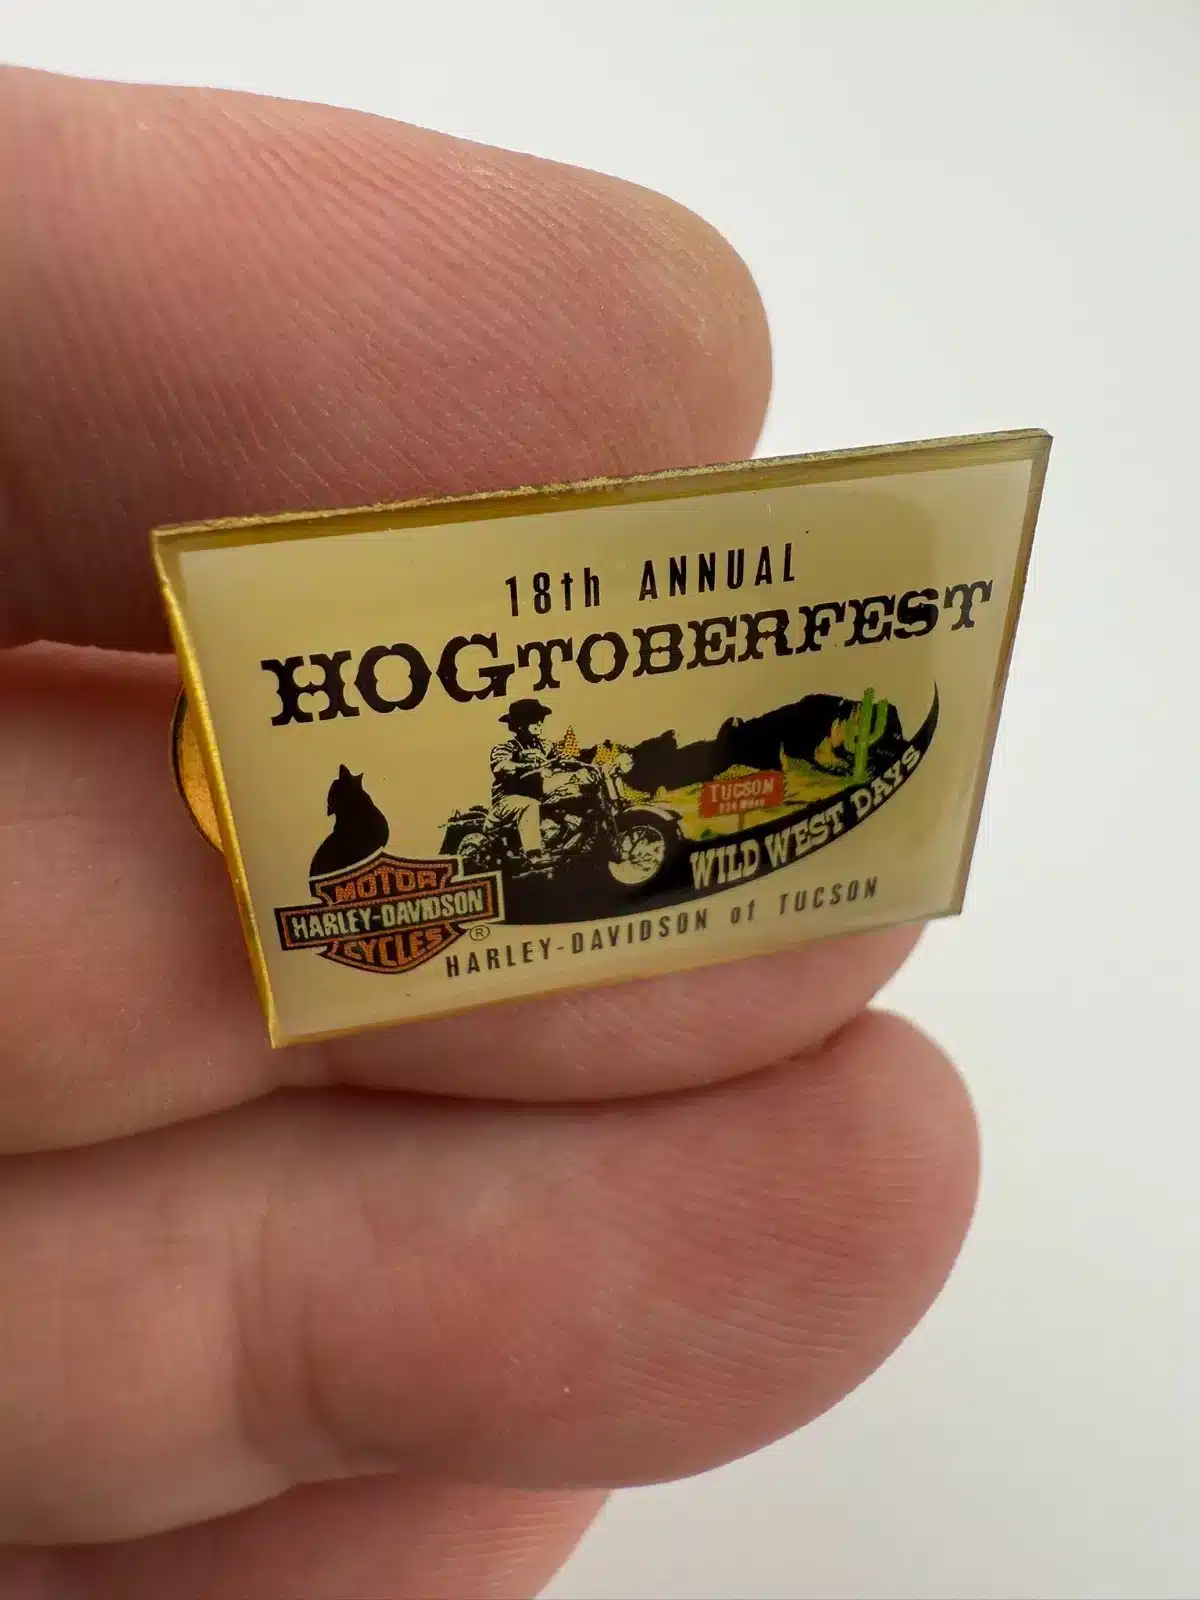 18th ANNUAL
HOGTOBERFEST
TUCSON
WILD WEST DAYS
MOTOR
HARLEY-DAVIDSON
CYCLES
®
HARLEY-DAVIDSON of TUCSON